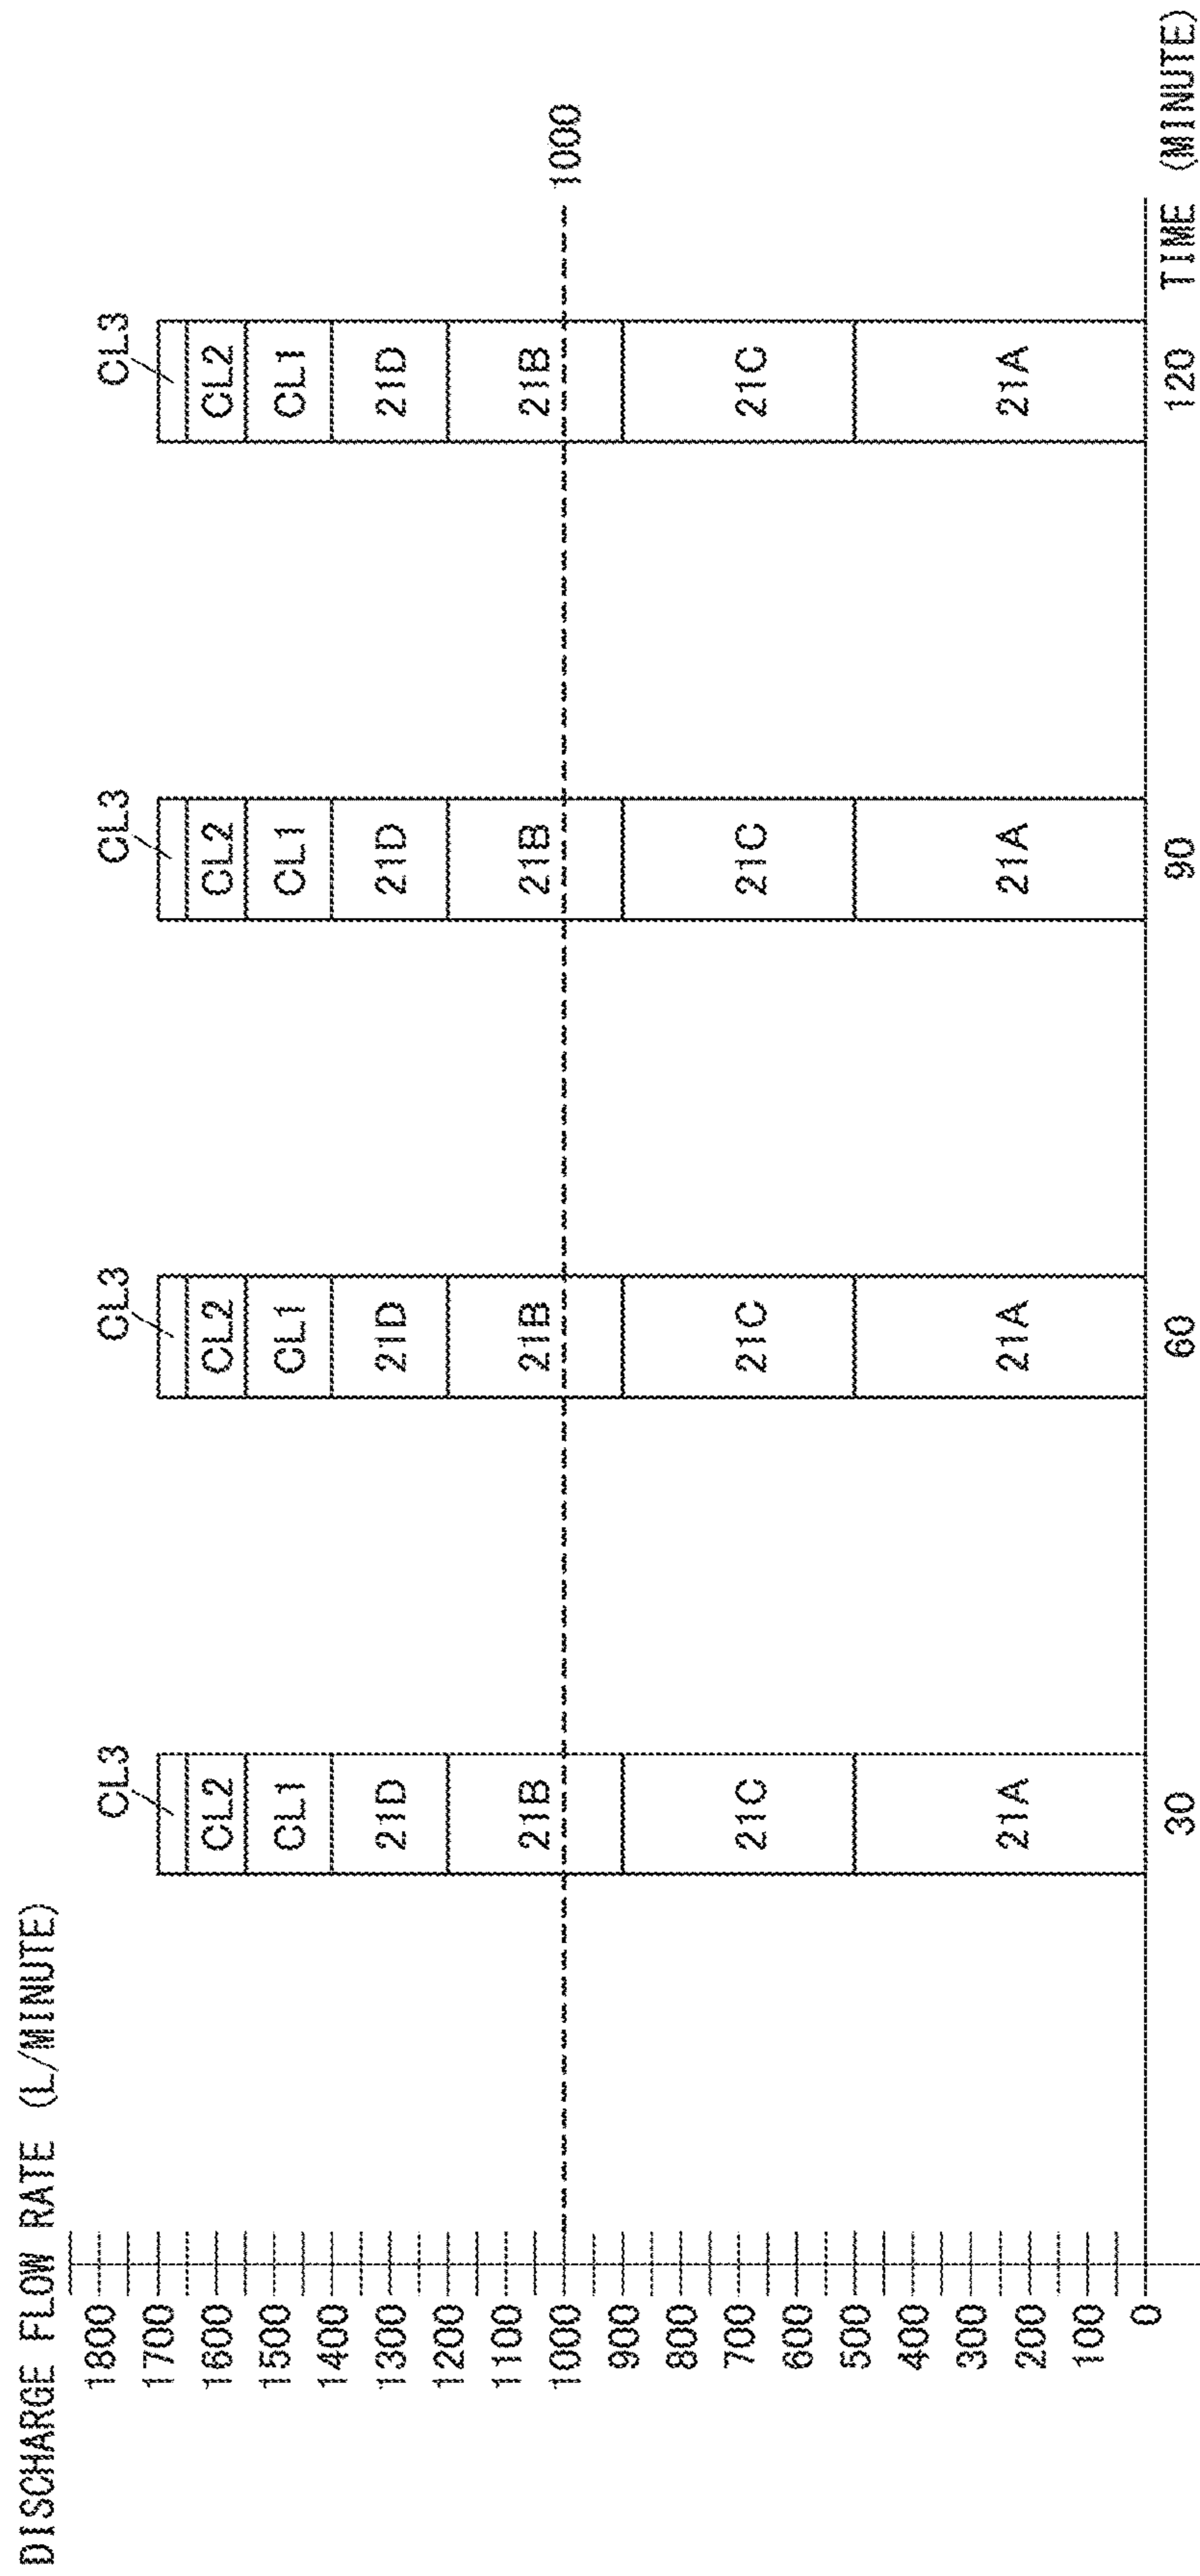 DISCHARGE FLOW RATE (L/MINUTE)
1800
1700
1600
1500
1400
1300
1200
1100
1000
900
800
700
600
500
400
300
200
100
0
CL3
CL2
CL1
21D
21B
21C
21A
30
CL3
CL2
CL1
21D
21B
21C
21A
60
CL3
CL2
CL1
21D
21B
21C
21A
90
CL3
CL2
CL1
21D
21B
21C
21A
120
1000
TIME (MINUTE)